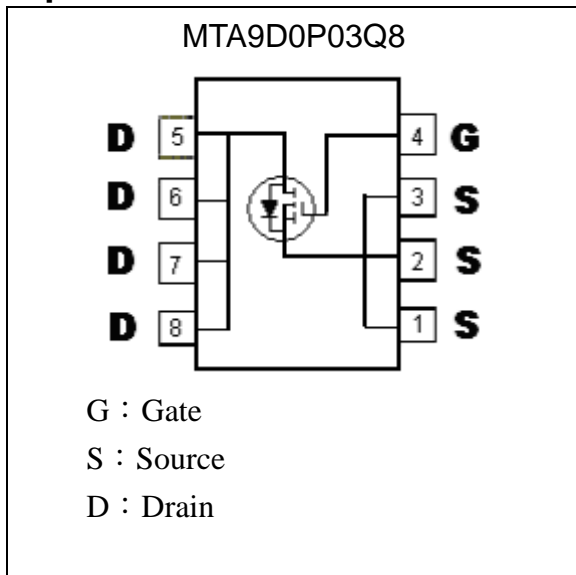 MTA9D0P03Q8
D 5 4 G
D 6 3 S
D 7 2 S
D 8 1 S
G：Gate
S：Source
D：Drain